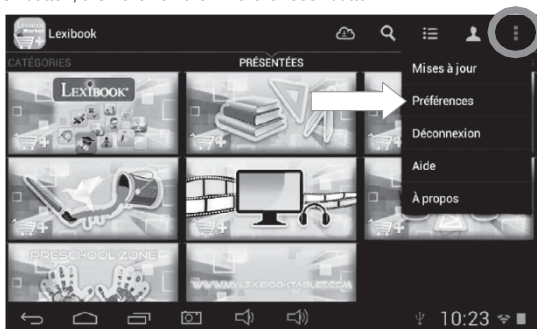 Lexibook
CATÉGORIES
PRÉSENTÉES
Mises à jour
Préférences
Déconnexion
Aide
À propos
LEXIBOOK®
PRESCHOOL ZONE
WWW.MYLEXIBOOKTABLET.COM
10:23